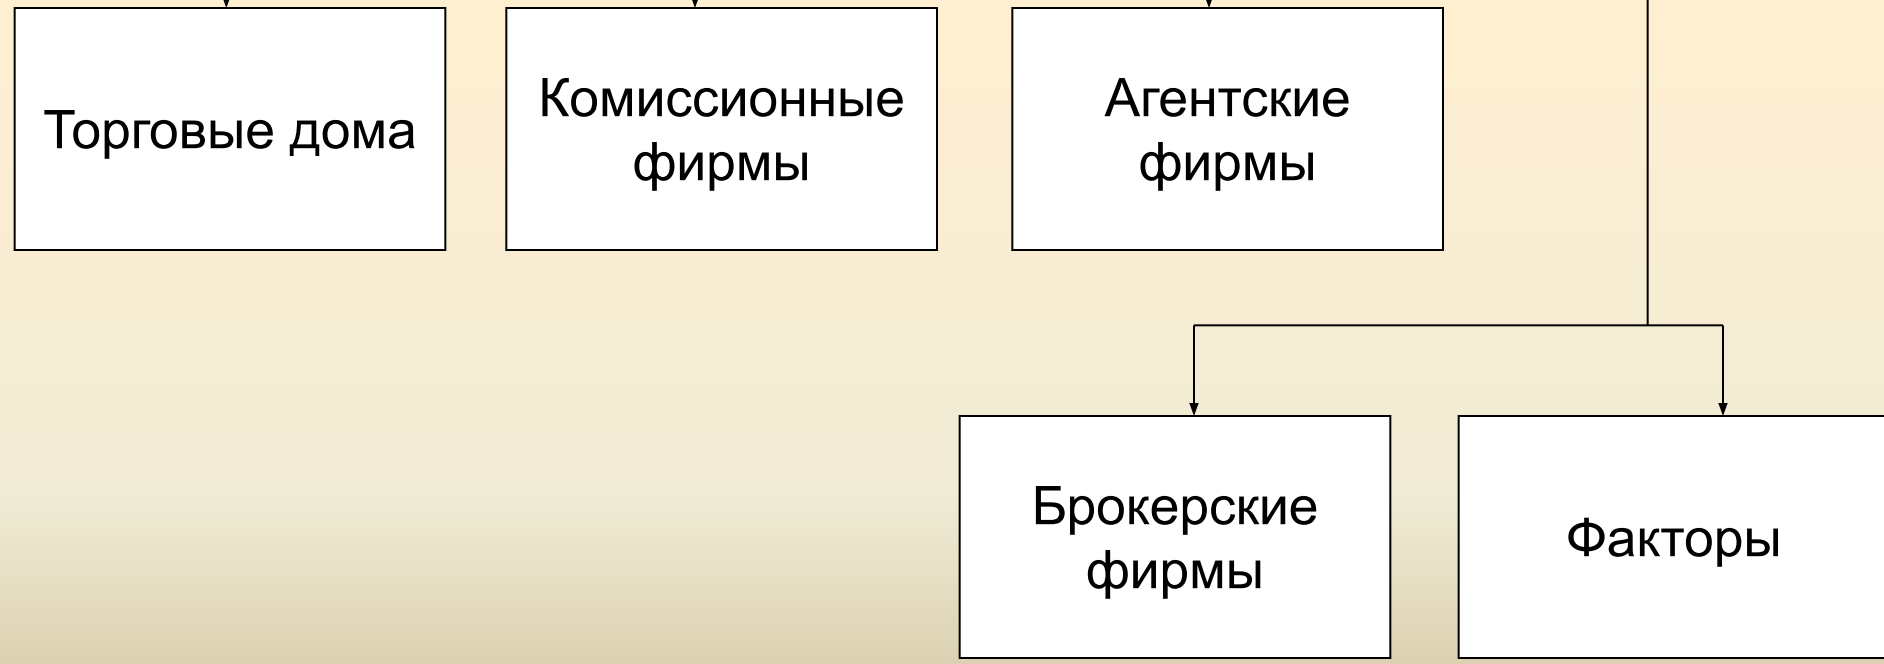 Торговые дома
Комиссионные
фирмы
Агентские
фирмы
Брокерские
фирмы
Факторы